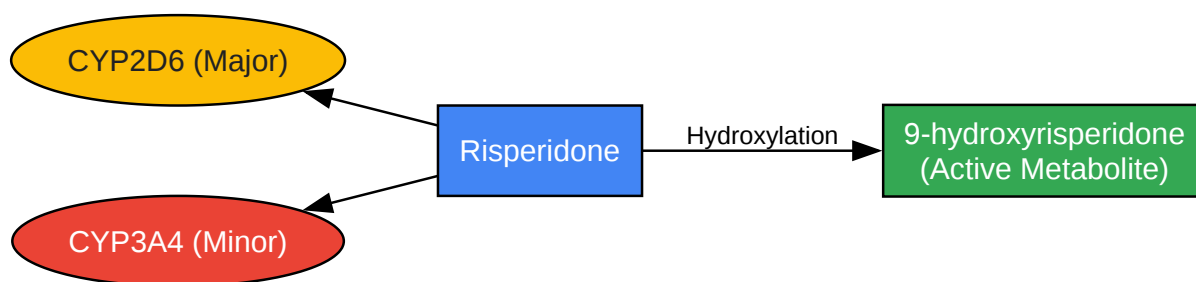 CYP2D6 (Major)
Risperidone
Hydroxylation
9-hydroxyrisperidone
(Active Metabolite)
CYP3A4 (Minor)